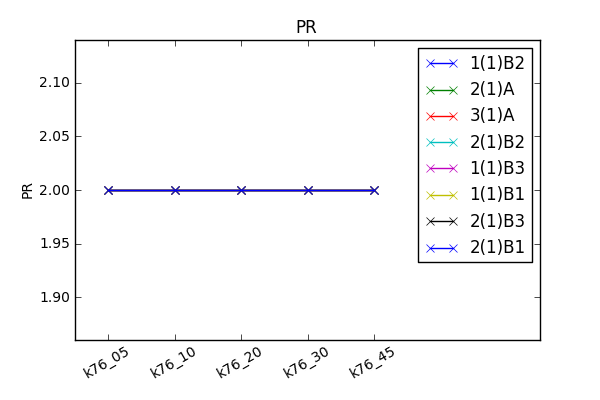 PR
2.10
2.05
2.00
1.95
1.90
PR
k76_05
k76_10
k76_20
k76_30
k76_45
1(1)B2
2(1)A
3(1)A
2(1)B2
1(1)B3
1(1)B1
2(1)B3
2(1)B1